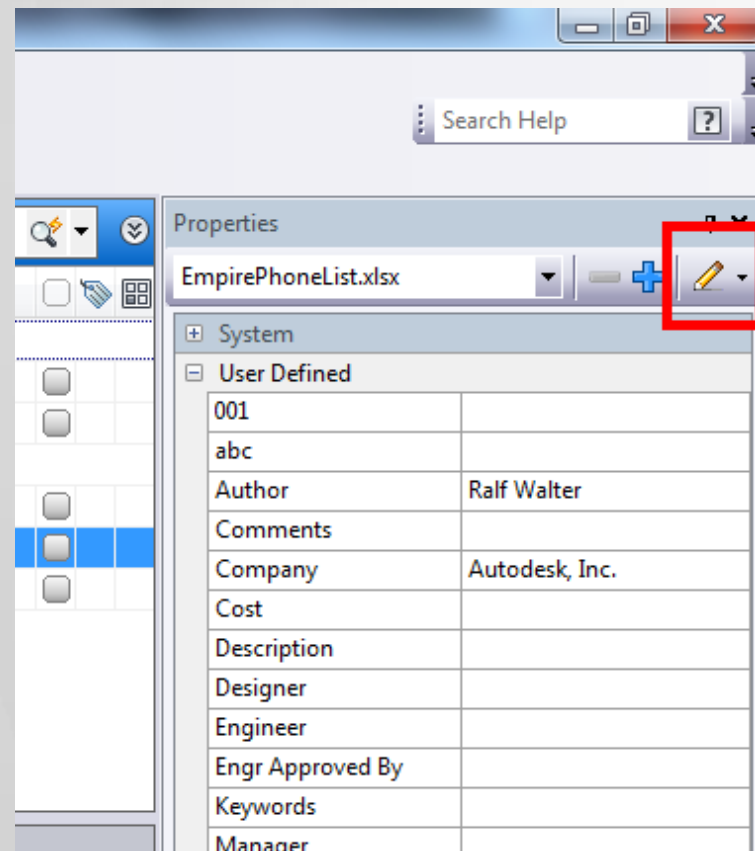 Search Help
Properties
EmpirePhoneList.xlsx
System
User Defined
001
abc
Author Ralf Walter
Comments
Company Autodesk, Inc.
Cost
Description
Designer
Engineer
Engr Approved By
Keywords
Manager